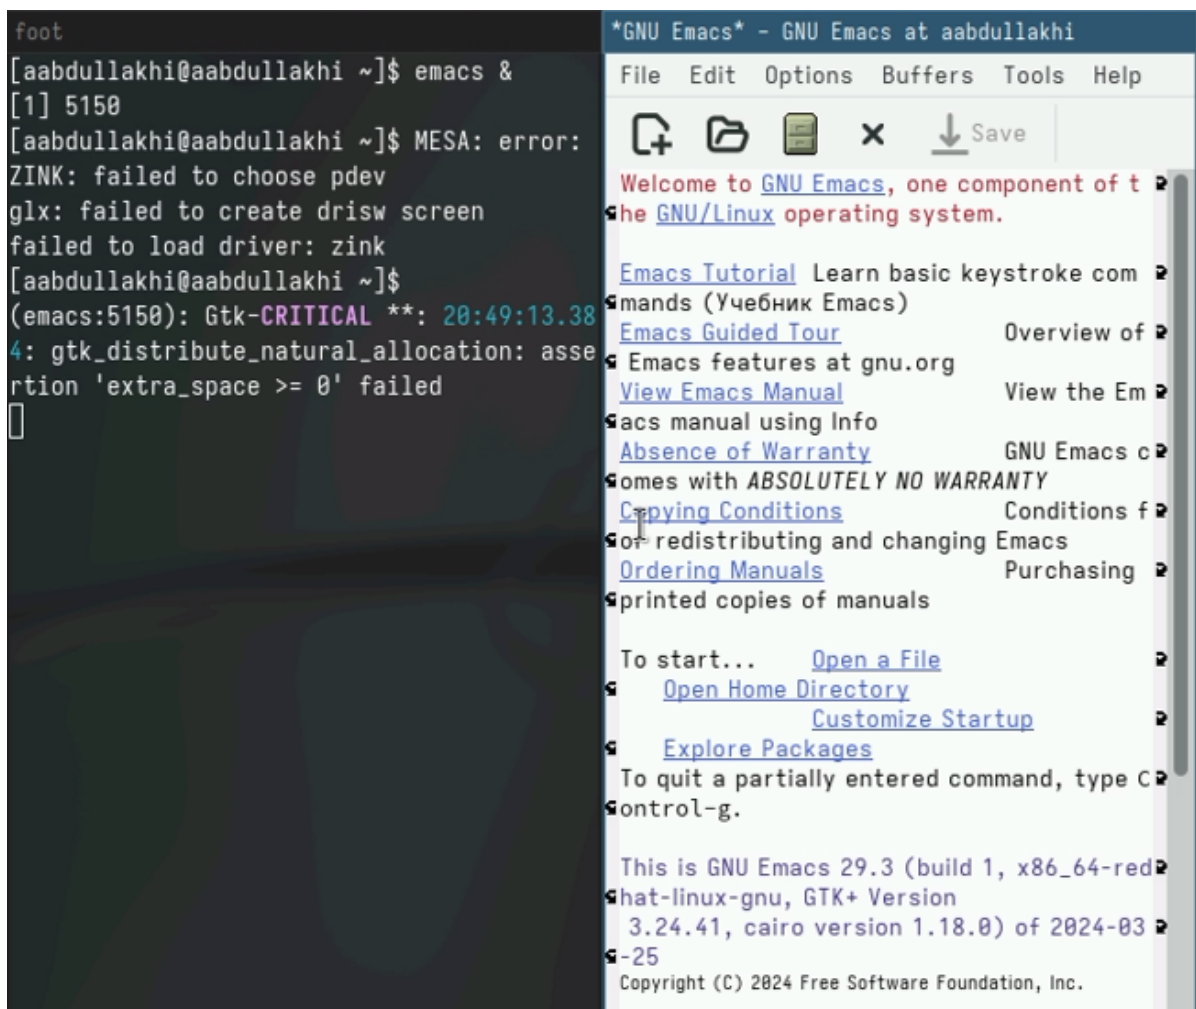 foot
[aabdullakhi@aabdullakhi ~]$ emacs &
[1] 5150
[aabdullakhi@aabdullakhi ~]$ MESA: error:
ZINK: failed to choose pdev
glx: failed to create drisw screen
failed to load driver: zink
[aabdullakhi@aabdullakhi ~]$
(emacs:5150): Gtk-CRITICAL **: 20:49:13.38
4: gtk_distribute_natural_allocation: asse
rtion 'extra_space >= 0' failed
*GNU Emacs* - GNU Emacs at aabdullakhi
File Edit Options Buffers Tools Help
Save
Welcome to GNU Emacs, one component of t
he GNU/Linux operating system.
Emacs Tutorial Learn basic keystroke com
mands (Учебник Emacs)
Emacs Guided Tour Overview of
Emacs features at gnu.org
View Emacs Manual View the Em
acs manual using Info
Absence of Warranty GNU Emacs c
omes with ABSOLUTELY NO WARRANTY
Copying Conditions Conditions f
or redistributing and changing Emacs
Ordering Manuals Purchasing
printed copies of manuals
To start... Open a File
Open Home Directory
Customize Startup
Explore Packages
To quit a partially entered command, type C
ontrol-g.
This is GNU Emacs 29.3 (build 1, x86_64-red
hat-linux-gnu, GTK+ Version
3.24.41, cairo version 1.18.0) of 2024-03
-25
Copyright (C) 2024 Free Software Foundation, Inc.